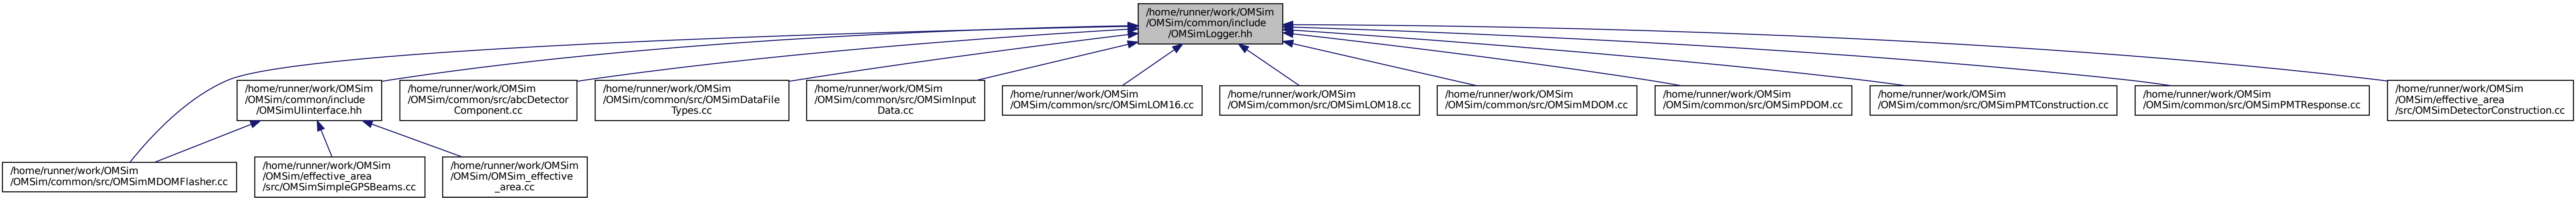 /home/runner/work/OMSim
/OMSim/common/include
/OMSimLogger.hh
/home/runner/work/OMSim
/OMSim/common/include
/OMSimUIinterface.hh
/home/runner/work/OMSim
/OMSim/common/src/abcDetector
Component.cc
/home/runner/work/OMSim
/OMSim/common/src/OMSimDataFile
Types.cc
/home/runner/work/OMSim
/OMSim/common/src/OMSimInput
Data.cc
/home/runner/work/OMSim
/OMSim/common/src/OMSimLOM16.cc
/home/runner/work/OMSim
/OMSim/common/src/OMSimLOM18.cc
/home/runner/work/OMSim
/OMSim/common/src/OMSimMDOM.cc
/home/runner/work/OMSim
/OMSim/common/src/OMSimPDOM.cc
/home/runner/work/OMSim
/OMSim/common/src/OMSimPMTConstruction.cc
/home/runner/work/OMSim
/OMSim/common/src/OMSimPMTResponse.cc
/home/runner/work/OMSim
/OMSim/effective_area
/src/OMSimDetectorConstruction.cc
/home/runner/work/OMSim
/OMSim/common/src/OMSimMDOMFlasher.cc
/home/runner/work/OMSim
/OMSim/effective_area
/src/OMSimSimpleGPSBeams.cc
/home/runner/work/OMSim
/OMSim/OMSim_effective
_area.cc